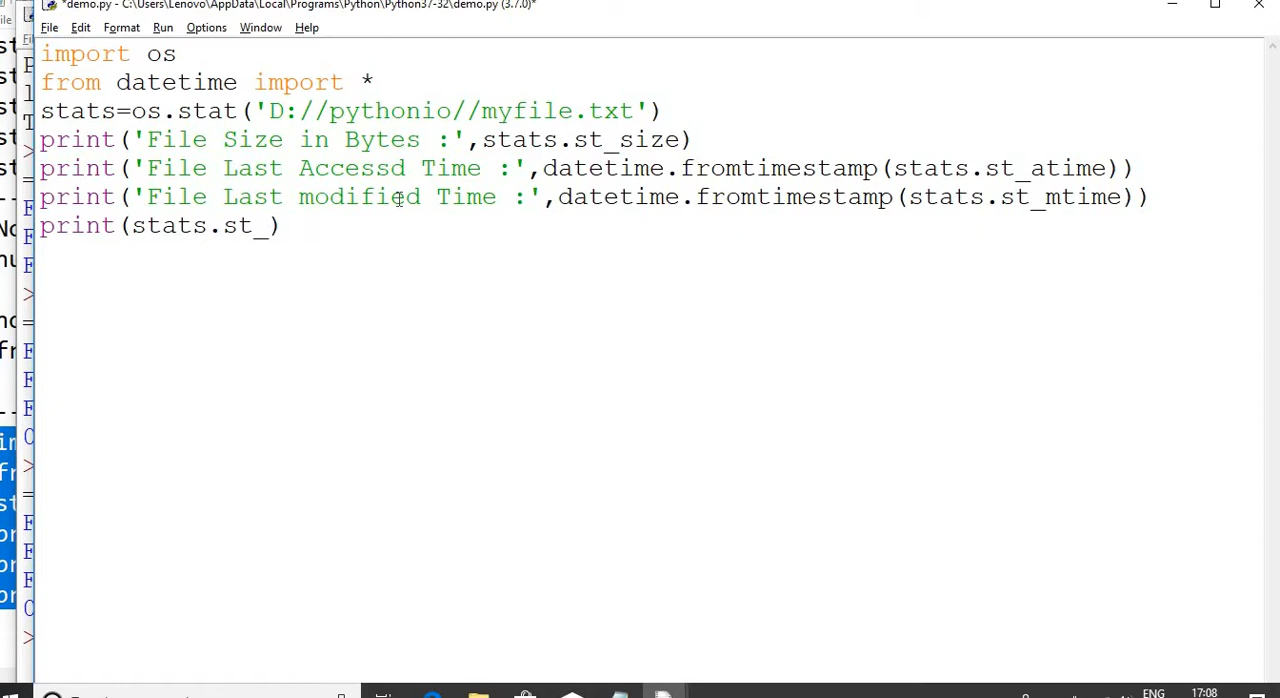 *demo.py - C:\Users\Lenovo\AppData\Local\Programs\Python\Python37-32\demo.py (3.7.0)*
File Edit Format Run Options Window Help
import os
from datetime import *
stats=os.stat('D://pythonio//myfile.txt')
print('File Size in Bytes :',stats.st_size)
print('File Last Accessd Time :',datetime.fromtimestamp(stats.st_atime))
print('File Last modified Time :',datetime.fromtimestamp(stats.st_mtime))
print(stats.st_)
ENG
17:08